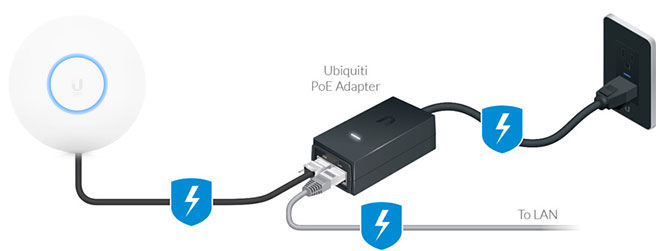 Ubiquiti
PoE Adapter
To LAN